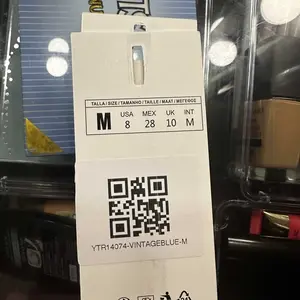 TALLA / SIZE / TAMANHO / TAILLE / MAAT / ΜΕΓΕΘΟΣ
M
USA MEX UK INT
8 28 10 M
YTR14074-VINTAGEBLUE-M